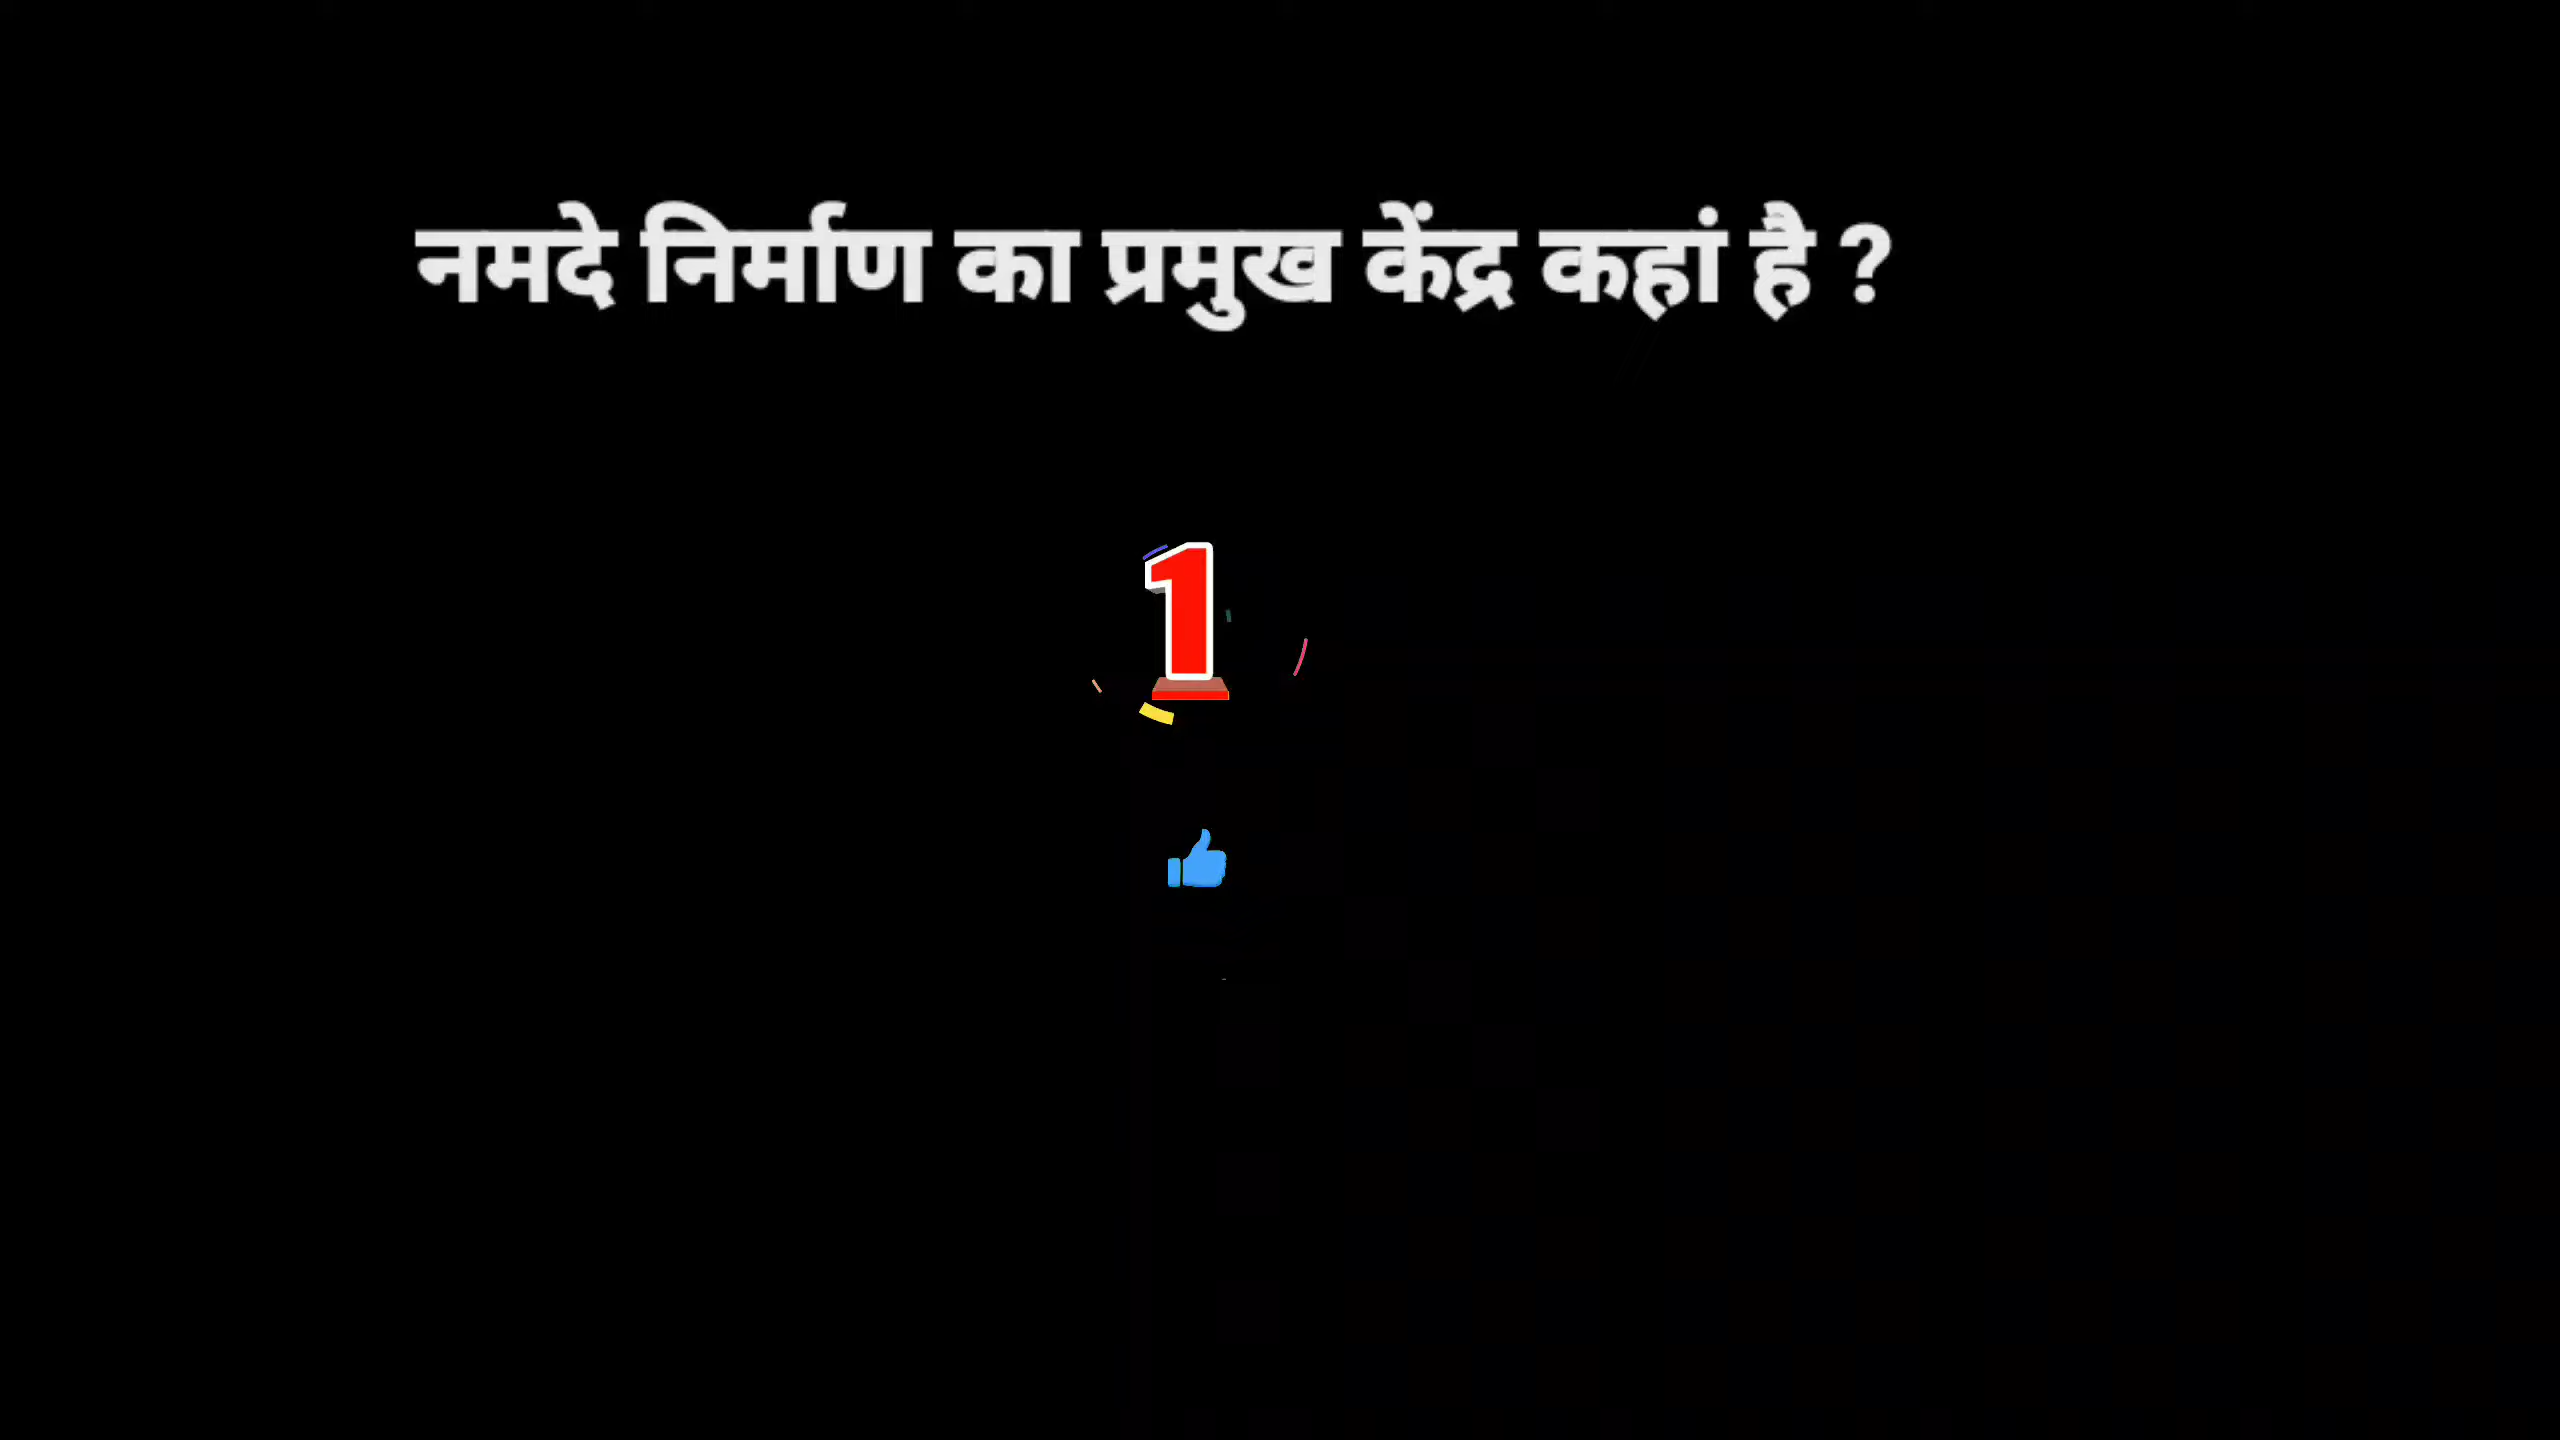 नमदे निर्माण का प्रमुख केंद्र कहां है ?
1